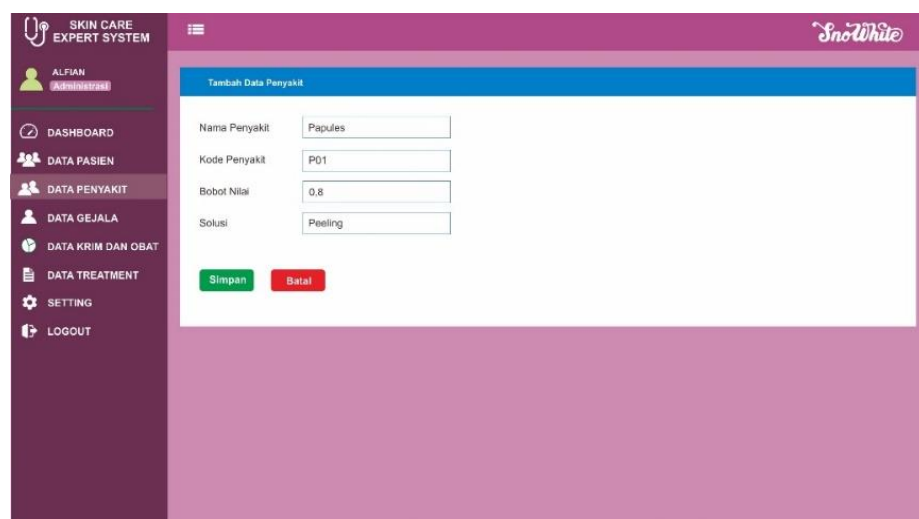 SKIN CARE
EXPERT SYSTEM
SnoWhite
ALFIAN
Administrasi
DASHBOARD
DATA PASIEN
DATA PENYAKIT
DATA GEJALA
DATA KRIM DAN OBAT
DATA TREATMENT
SETTING
LOGOUT
Tambah Data Penyakit
Nama Penyakit Papules
Kode Penyakit P01
Bobot Nilai 0,8
Solusi Peeling
Simpan Batal